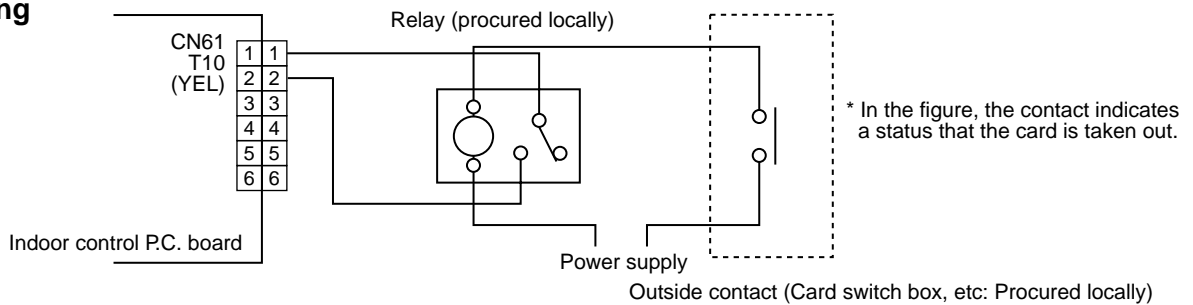 ng
Relay (procured locally)
CN61
T10
(YEL)
1 1
2 2
3 3
4 4
5 5
6 6
* In the figure, the contact indicates
a status that the card is taken out.
Indoor control P.C. board
Power supply
Outside contact (Card switch box, etc: Procured locally)